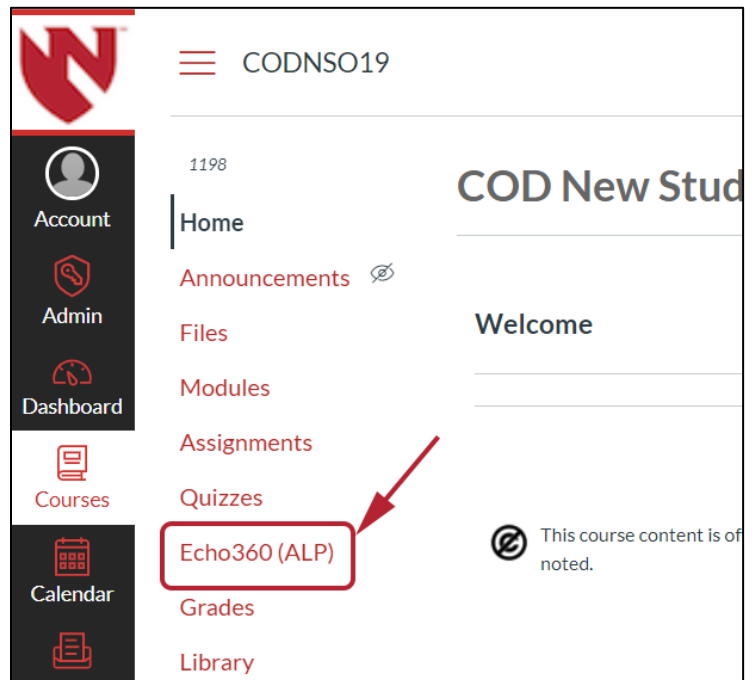 CODNSO19
Account
Admin
Dashboard
Courses
Calendar
1198
Home
Announcements
Files
Modules
Assignments
Quizzes
Echo360 (ALP)
Grades
Library
COD New Stud
Welcome
This course content is of
noted.